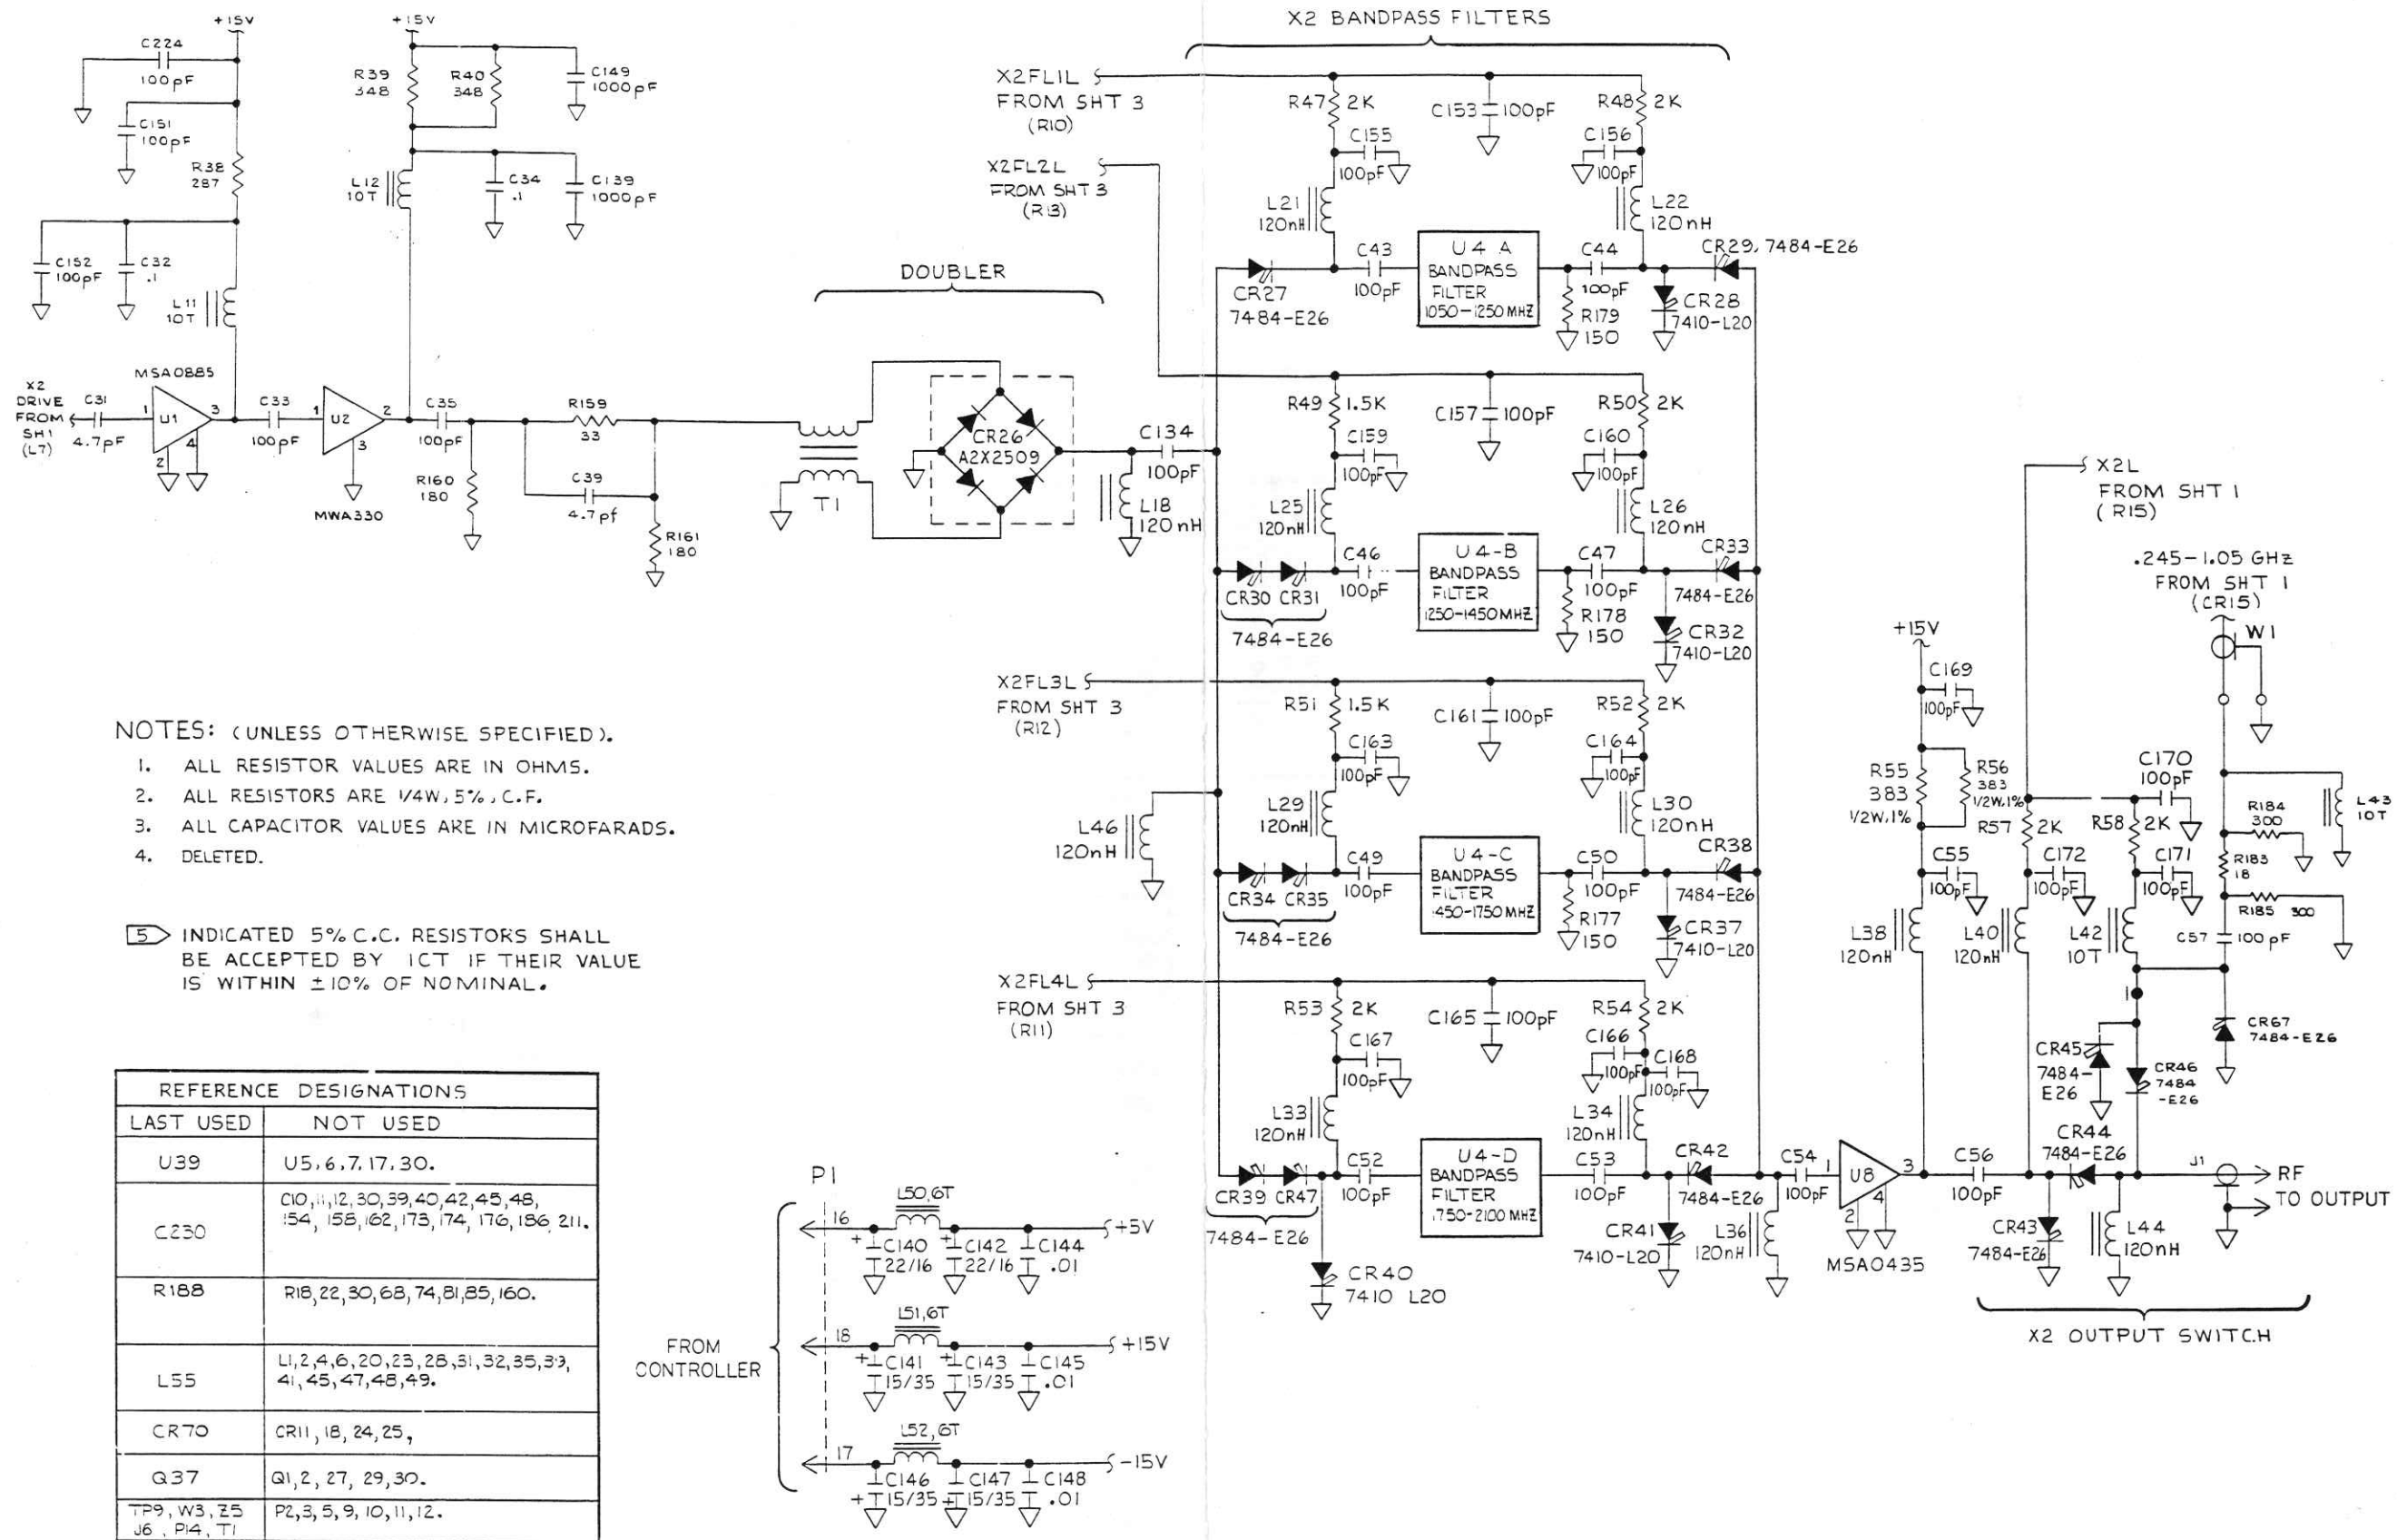 +15V
C224
100pF
C151
100pF
R38
287
C152
100pF
C32
.1
L11
10T
+15V
R39
348
R40
348
C149
1000pF
L12
10T
C34
.1
C139
1000pF
X2
DRIVE
FROM
SH1
(L7)
C31
4.7pF
MSA0885
1
U1
3
2
4
C33
100pF
1
U2
2
3
MWA330
C35
100pF
R160
180
R159
33
C39
4.7pf
R161
180
DOUBLER
T1
CR26
A2X2509
L18
120nH
C134
100pF
X2 BANDPASS FILTERS
X2FL1L
FROM SHT 3
(R10)
R47 2K
C153 100pF
R48 2K
C155
100pF
C156
100pF
X2FL2L
FROM SHT 3
(R13)
L21
120nH
L22
120nH
CR27
7484-E26
C43
100pF
U4 A
BANDPASS
FILTER
1050-1250MHZ
C44
100pF
R179
150
CR29, 7484-E26
CR28
7410-L20
R49 1.5K
C157 100pF
R50 2K
C159
100pF
C160
100pF
L25
120nH
L26
120nH
CR30 CR31
7484-E26
C46
100pF
U4-B
BANDPASS
FILTER
1250-1450MHZ
C47
100pF
R178
150
CR33
7484-E26
CR32
7410-L20
X2FL3L
FROM SHT 3
(R12)
R51 1.5K
C161 100pF
R52 2K
C163
100pF
C164
100pF
L46
120nH
L29
120nH
L30
120nH
CR34 CR35
7484-E26
C49
100pF
U4-C
BANDPASS
FILTER
1450-1750MHZ
C50
100pF
R177
150
CR38
7484-E26
CR37
7410-L20
X2FL4L
FROM SHT 3
(R11)
R53 2K
C165 100pF
R54 2K
C167
100pF
C166
100pF
C168
100pF
L33
120nH
L34
120nH
CR39 CR47
7484-E26
C52
100pF
U4-D
BANDPASS
FILTER
1750-2100 MHZ
C53
100pF
CR42
7484-E26
CR40
7410 L20
CR41
7410-L20
L36
120nH
C54
100pF
1
U8
3
2
4
MSA0435
+15V
C169
100pF
R55
383
1/2W,1%
R56
383
1/2W,1%
C55
100pF
L38
120nH
C56
100pF
X2L
FROM SHT 1
(R15)
R57 2K
R58 2K
C170
100pF
C172
100pF
C171
100pF
L40
120nH
L42
10T
.245-1.05 GHz
FROM SHT 1
(CR15)
W1
R184
300
L43
10T
R183
18
R185 300
C57 100 pF
1
CR45
7484-
E26
CR46
7484
-E26
CR67
7484-E26
CR44
7484-E26
CR43
7484-E26
L44
120nH
J1
RF
TO OUTPUT
X2 OUTPUT SWITCH
NOTES: (UNLESS OTHERWISE SPECIFIED).
1. ALL RESISTOR VALUES ARE IN OHMS.
2. ALL RESISTORS ARE 1/4W, 5%, C.F.
3. ALL CAPACITOR VALUES ARE IN MICROFARADS.
4. DELETED.
5 INDICATED 5% C.C. RESISTORS SHALL
BE ACCEPTED BY ICT IF THEIR VALUE
IS WITHIN ±10% OF NOMINAL.
REFERENCE DESIGNATIONS
LAST USED NOT USED
U39 U5,6,7,17,30.
C230 C10,11,12,30,39,40,42,45,48,
154, 158,162,173,174, 176,186 211.
R188 R18,22,30,68,74,81,85,160.
L55 L1,2,4,6,20,23,28,31,32,35,39,
41,45,47,48,49.
CR70 CR11, 18, 24, 25,
Q37 Q1,2, 27, 29,30.
TP9, W3, Z5 P2,3,5,9,10,11,12.
J6, P14, T1
FROM
CONTROLLER
P1
16
L50,6T
+5V
+ C140
22/16
+ C142
22/16
C144
.01
18
L51,6T
+15V
+ C141
15/35
+ C143
15/35
C145
.01
17
L52,6T
-15V
C146
+ 15/35
C147
+ 15/35
C148
.01